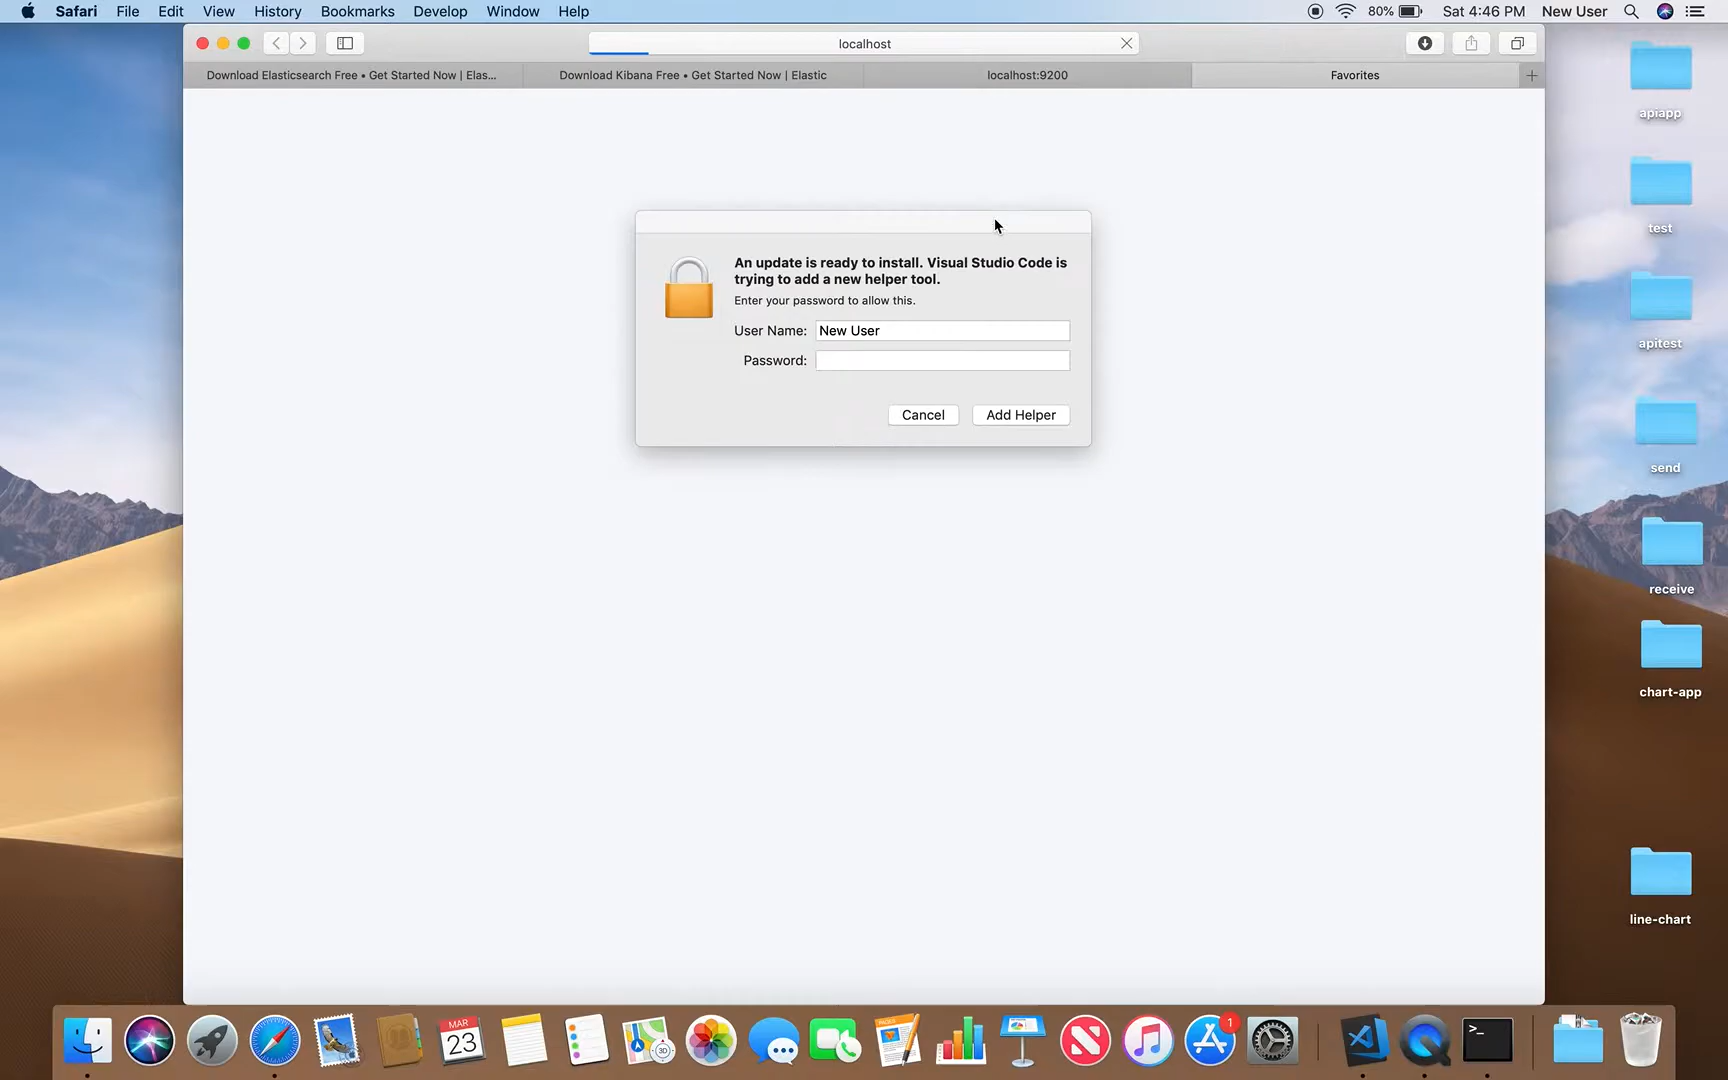 Safari File Edit View History Bookmarks Develop Window Help 80% Sat 4:46 PM New User
localhost
Download Elasticsearch Free • Get Started Now | Elas... Download Kibana Free • Get Started Now | Elastic localhost:9200 Favorites
apiapp
test
An update is ready to install. Visual Studio Code is
trying to add a new helper tool.
Enter your password to allow this.
User Name: New User
Password:
Cancel Add Helper
apitest
send
receive
chart-app
line-chart
MAR
23
3D
PAGES
1
>_